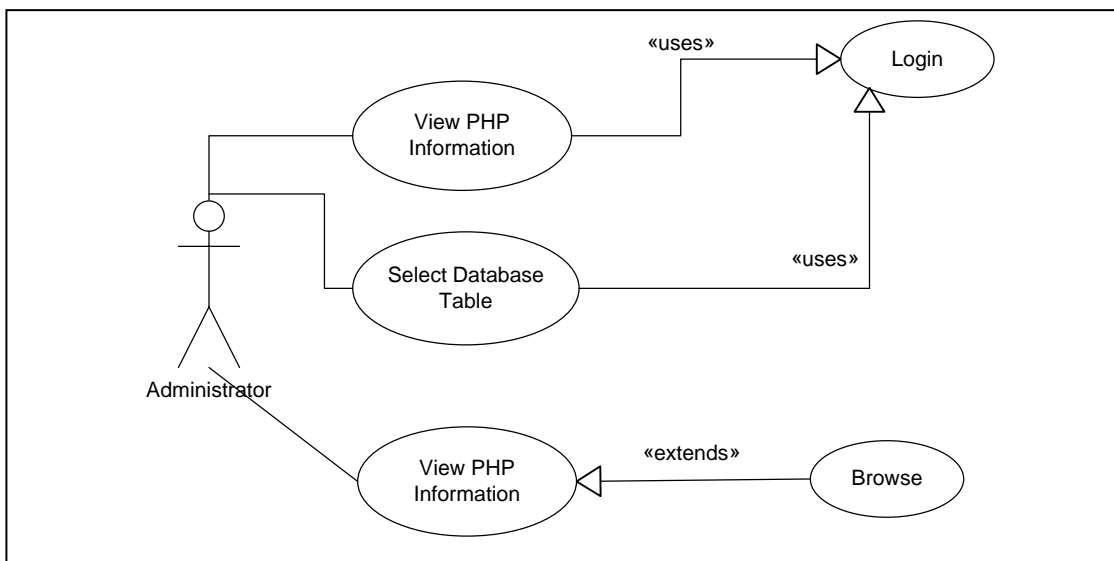 «uses»
Login
View PHP
Information
«uses»
Select Database
Table
Administrator
«extends»
View PHP
Information
Browse